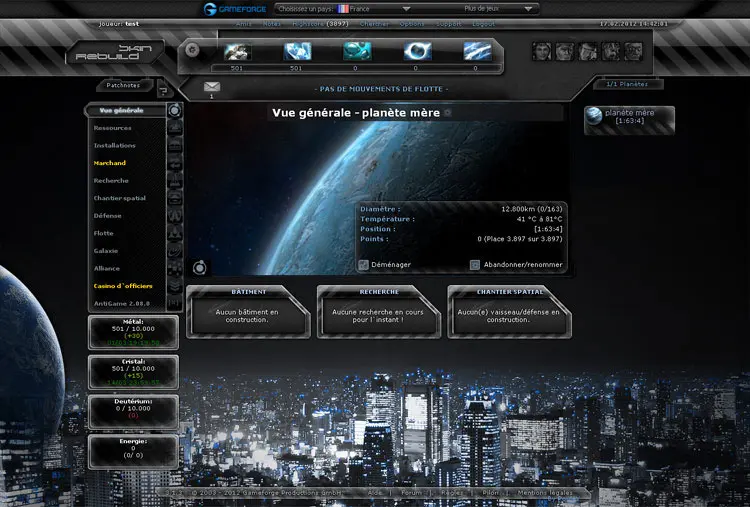 GAMEFORGE
Choisissez un pays: France
Plus de jeux
Joueur: test
Amis Notes Highscore (3897) Chercher Options Support Logout
17.02.2012 14:42:01
SKIN
REBUILD
501 501 0 0 0
Patchnotes
?
1
- PAS DE MOUVEMENTS DE FLOTTE -
1/1 Planètes
Vue générale
Ressources
Installations
Marchand
Recherche
Chantier spatial
Défense
Flotte
Galaxie
Alliance
Casino d'officiers
AntiGame 2.08.0
Vue générale - planète mère
planète mère
[1:63:4]
Diamètre : 12.800km (0/163)
Température : 41 °C à 81°C
Position : [1:63:4]
Points : 0 (Place 3.897 sur 3.897)
Déménager
Abandonner/renommer
BÂTIMENT
Aucun bâtiment en
construction.
RECHERCHE
Aucune recherche en cours
pour l'instant !
CHANTIER SPATIAL
Aucun(e) vaisseau/défense en
construction.
Métal:
501 / 10.000
(+30)
Cristal:
501 / 10.000
(+15)
Deutérium:
0 / 10.000
(0)
Energie:
0
(0/ 0)
© 2003 - 2012 Gameforge Productions GmbH.
Aide | Forum | Règles | Pilori | Mentions légales